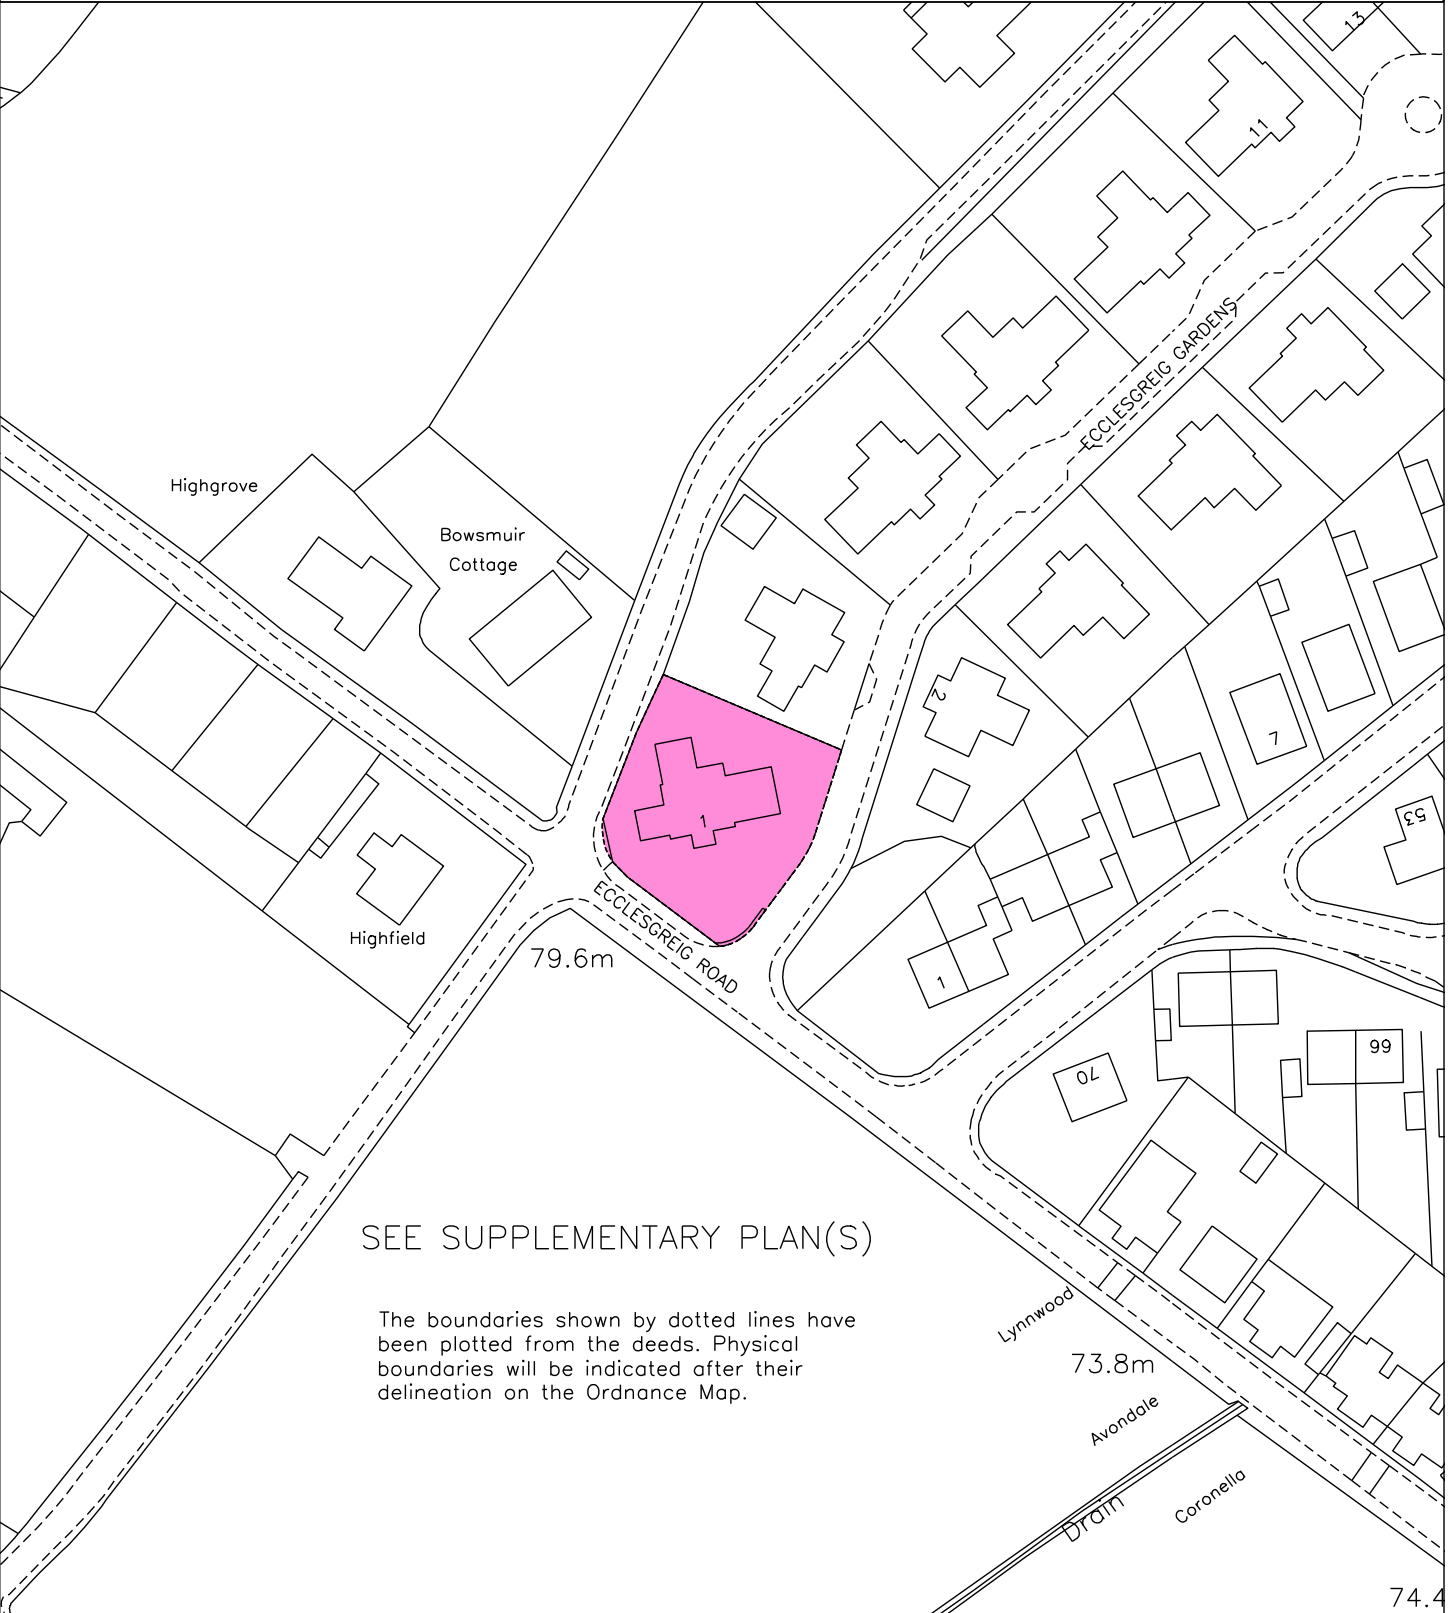 13
11
ECCLESGREIG GARDENS
Highgrove
Bowsmuir
Cottage
2
7
1
53
ECCLESGREIG ROAD
Highfield
79.6m
1
66
70
SEE SUPPLEMENTARY PLAN(S)
The boundaries shown by dotted lines have
been plotted from the deeds. Physical
boundaries will be indicated after their
delineation on the Ordnance Map.
Lynnwood
73.8m
Avondale
Coronella
Drain
74.4